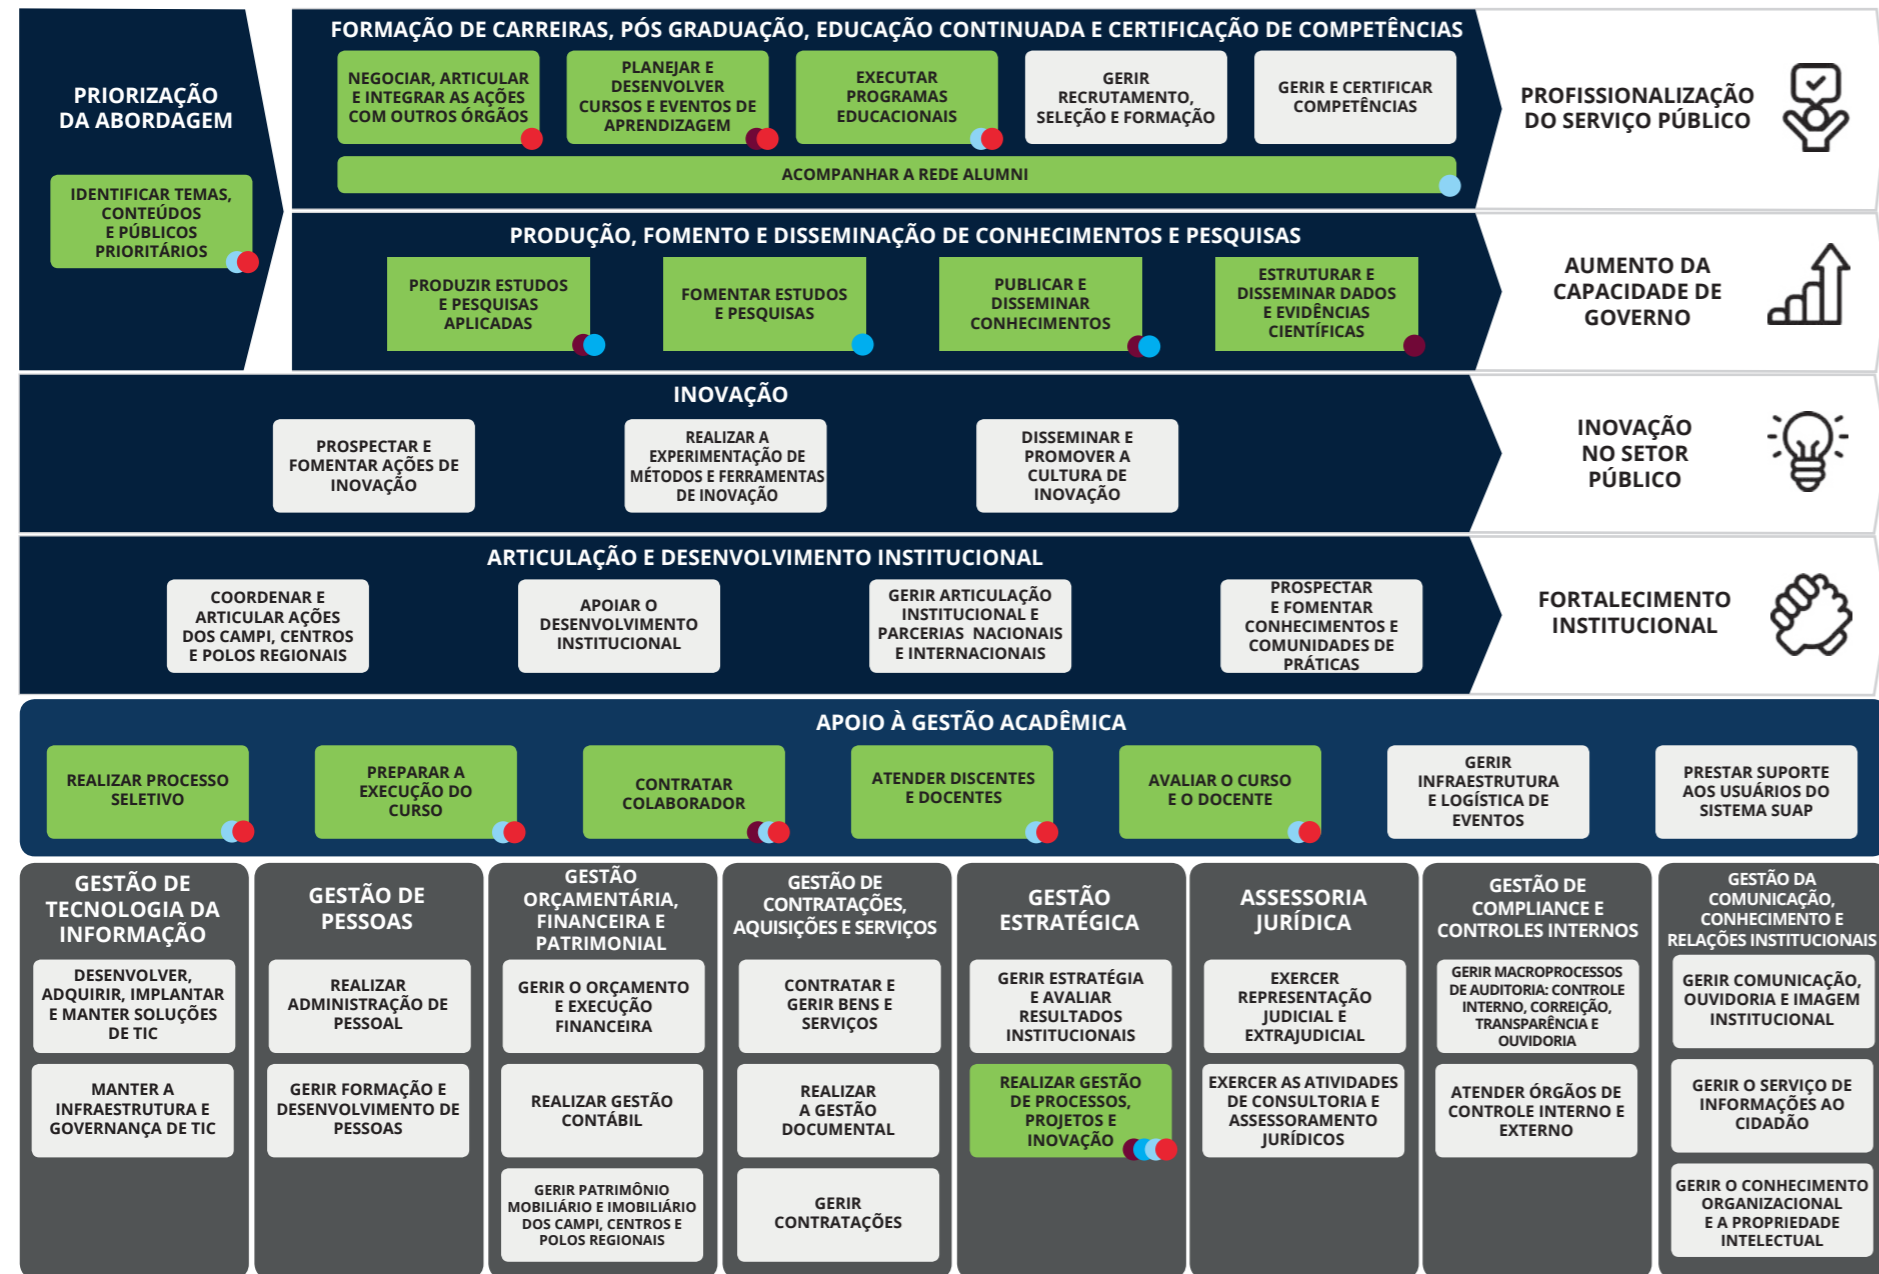 PRIORIZAÇÃO
DA ABORDAGEM
IDENTIFICAR TEMAS,
CONTEÚDOS
E PÚBLICOS
PRIORITÁRIOS
FORMAÇÃO DE CARREIRAS, PÓS GRADUAÇÃO, EDUCAÇÃO CONTINUADA E CERTIFICAÇÃO DE COMPETÊNCIAS
NEGOCIAR, ARTICULAR
E INTEGRAR AS AÇÕES
COM OUTROS ÓRGÃOS
PLANEJAR E
DESENVOLVER
CURSOS E EVENTOS DE
APRENDIZAGEM
EXECUTAR
PROGRAMAS
EDUCACIONAIS
GERIR
RECRUTAMENTO,
SELEÇÃO E FORMAÇÃO
GERIR E CERTIFICAR
COMPETÊNCIAS
ACOMPANHAR A REDE ALUMNI
PROFISSIONALIZAÇÃO
DO SERVIÇO PÚBLICO
PRODUÇÃO, FOMENTO E DISSEMINAÇÃO DE CONHECIMENTOS E PESQUISAS
PRODUZIR ESTUDOS
E PESQUISAS
APLICADAS
FOMENTAR ESTUDOS
E PESQUISAS
PUBLICAR E
DISSEMINAR
CONHECIMENTOS
ESTRUTURAR E
DISSEMINAR DADOS
E EVIDÊNCIAS
CIENTÍFICAS
AUMENTO DA
CAPACIDADE DE
GOVERNO
INOVAÇÃO
PROSPECTAR E
FOMENTAR AÇÕES DE
INOVAÇÃO
REALIZAR A
EXPERIMENTAÇÃO DE
MÉTODOS E FERRAMENTAS
DE INOVAÇÃO
DISSEMINAR E
PROMOVER A
CULTURA DE
INOVAÇÃO
INOVAÇÃO
NO SETOR
PÚBLICO
ARTICULAÇÃO E DESENVOLVIMENTO INSTITUCIONAL
COORDENAR E
ARTICULAR AÇÕES
DOS CAMPI, CENTROS
E POLOS REGIONAIS
APOIAR O
DESENVOLVIMENTO
INSTITUCIONAL
GERIR ARTICULAÇÃO
INSTITUCIONAL E
PARCERIAS NACIONAIS
E INTERNACIONAIS
PROSPECTAR
E FOMENTAR
CONHECIMENTOS E
COMUNIDADES DE
PRÁTICAS
FORTALECIMENTO
INSTITUCIONAL
APOIO À GESTÃO ACADÊMICA
REALIZAR PROCESSO
SELETIVO
PREPARAR A
EXECUÇÃO DO
CURSO
CONTRATAR
COLABORADOR
ATENDER DISCENTES
E DOCENTES
AVALIAR O CURSO
E O DOCENTE
GERIR
INFRAESTRUTURA
E LOGÍSTICA DE
EVENTOS
PRESTAR SUPORTE
AOS USUÁRIOS DO
SISTEMA SUAP
GESTÃO DE
TECNOLOGIA DA
INFORMAÇÃO
DESENVOLVER,
ADQUIRIR, IMPLANTAR
E MANTER SOLUÇÕES
DE TIC
MANTER A
INFRAESTRUTURA E
GOVERNANÇA DE TIC
GESTÃO DE
PESSOAS
REALIZAR
ADMINISTRAÇÃO DE
PESSOAL
GERIR FORMAÇÃO E
DESENVOLVIMENTO DE
PESSOAS
GESTÃO
ORÇAMENTÁRIA,
FINANCEIRA E
PATRIMONIAL
GERIR O ORÇAMENTO
E EXECUÇÃO
FINANCEIRA
REALIZAR GESTÃO
CONTÁBIL
GERIR PATRIMÔNIO
MOBILIÁRIO E IMOBILIÁRIO
DOS CAMPI, CENTROS E
POLOS REGIONAIS
GESTÃO DE
CONTRATAÇÕES,
AQUISIÇÕES E SERVIÇOS
CONTRATAR E
GERIR BENS E
SERVIÇOS
REALIZAR
A GESTÃO
DOCUMENTAL
GERIR
CONTRATAÇÕES
GESTÃO
ESTRATÉGICA
GERIR ESTRATÉGIA
E AVALIAR
RESULTADOS
INSTITUCIONAIS
REALIZAR GESTÃO
DE PROCESSOS,
PROJETOS E
INOVAÇÃO
ASSESSORIA
JURÍDICA
EXERCER
REPRESENTAÇÃO
JUDICIAL E
EXTRAJUDICIAL
EXERCER AS ATIVIDADES
DE CONSULTORIA E
ASSESSORAMENTO
JURÍDICOS
GESTÃO DE
COMPLIANCE E
CONTROLES INTERNOS
GERIR MACROPROCESSOS
DE AUDITORIA: CONTROLE
INTERNO, CORREIÇÃO,
TRANSPARÊNCIA E
OUVIDORIA
ATENDER ÓRGÃOS DE
CONTROLE INTERNO E
EXTERNO
GESTÃO DA
COMUNICAÇÃO,
CONHECIMENTO E
RELAÇÕES INSTITUCIONAIS
GERIR COMUNICAÇÃO,
OUVIDORIA E IMAGEM
INSTITUCIONAL
GERIR O SERVIÇO DE
INFORMAÇÕES AO
CIDADÃO
GERIR O CONHECIMENTO
ORGANIZACIONAL
E A PROPRIEDADE
INTELECTUAL